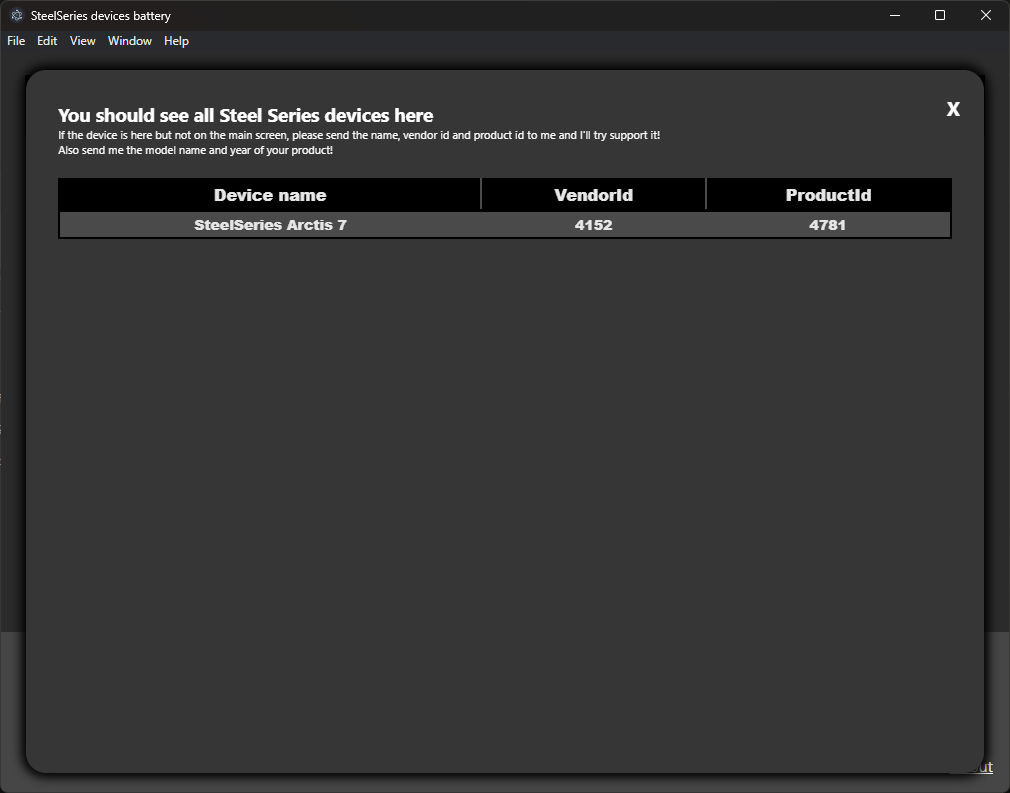 SteelSeries devices battery
File Edit View Window Help
You should see all Steel Series devices here
X
If the device is here but not on the main screen, please send the name, vendor id and product id to me and I'll try support it!
Also send me the model name and year of your product!
Device name VendorId ProductId
SteelSeries Arctis 7 4152 4781